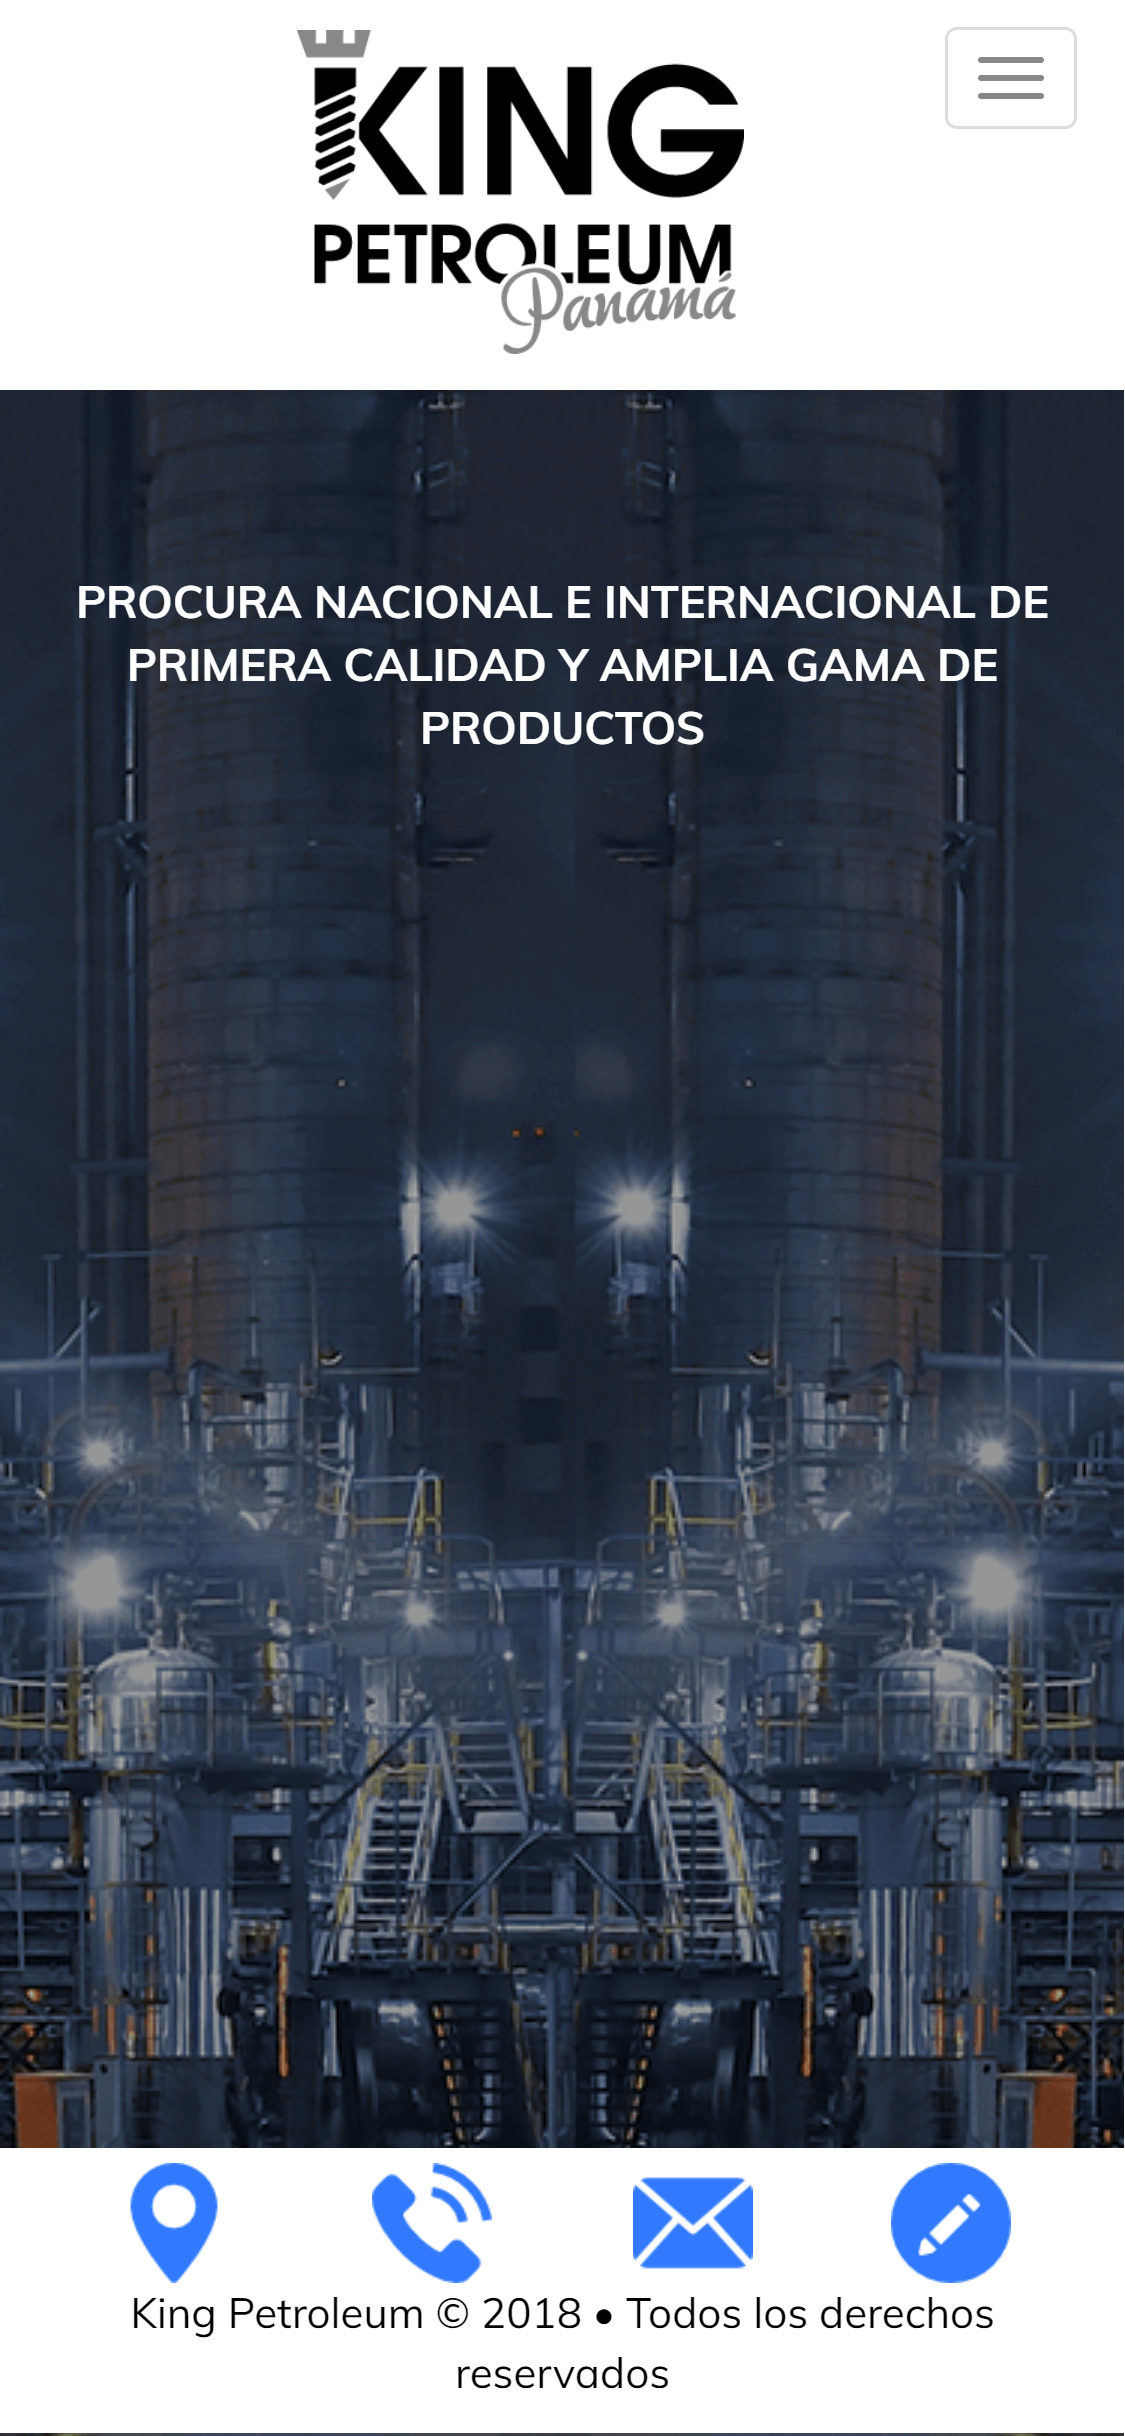 KING
PETROLEUM
Panamá
PROCURA NACIONAL E INTERNACIONAL DE
PRIMERA CALIDAD Y AMPLIA GAMA DE
PRODUCTOS
King Petroleum © 2018 • Todos los derechos
reservados